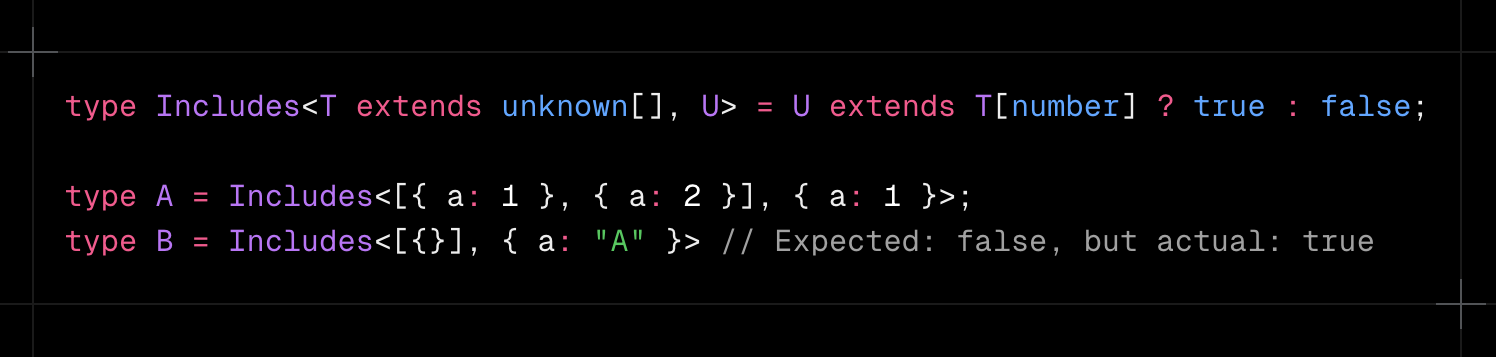 type Includes<T extends unknown[], U> = U extends T[number] ? true : false;
type A = Includes<[{ a: 1 }, { a: 2 }], { a: 1 }>;
type B = Includes<[{}], { a: "A" }> // Expected: false, but actual: true